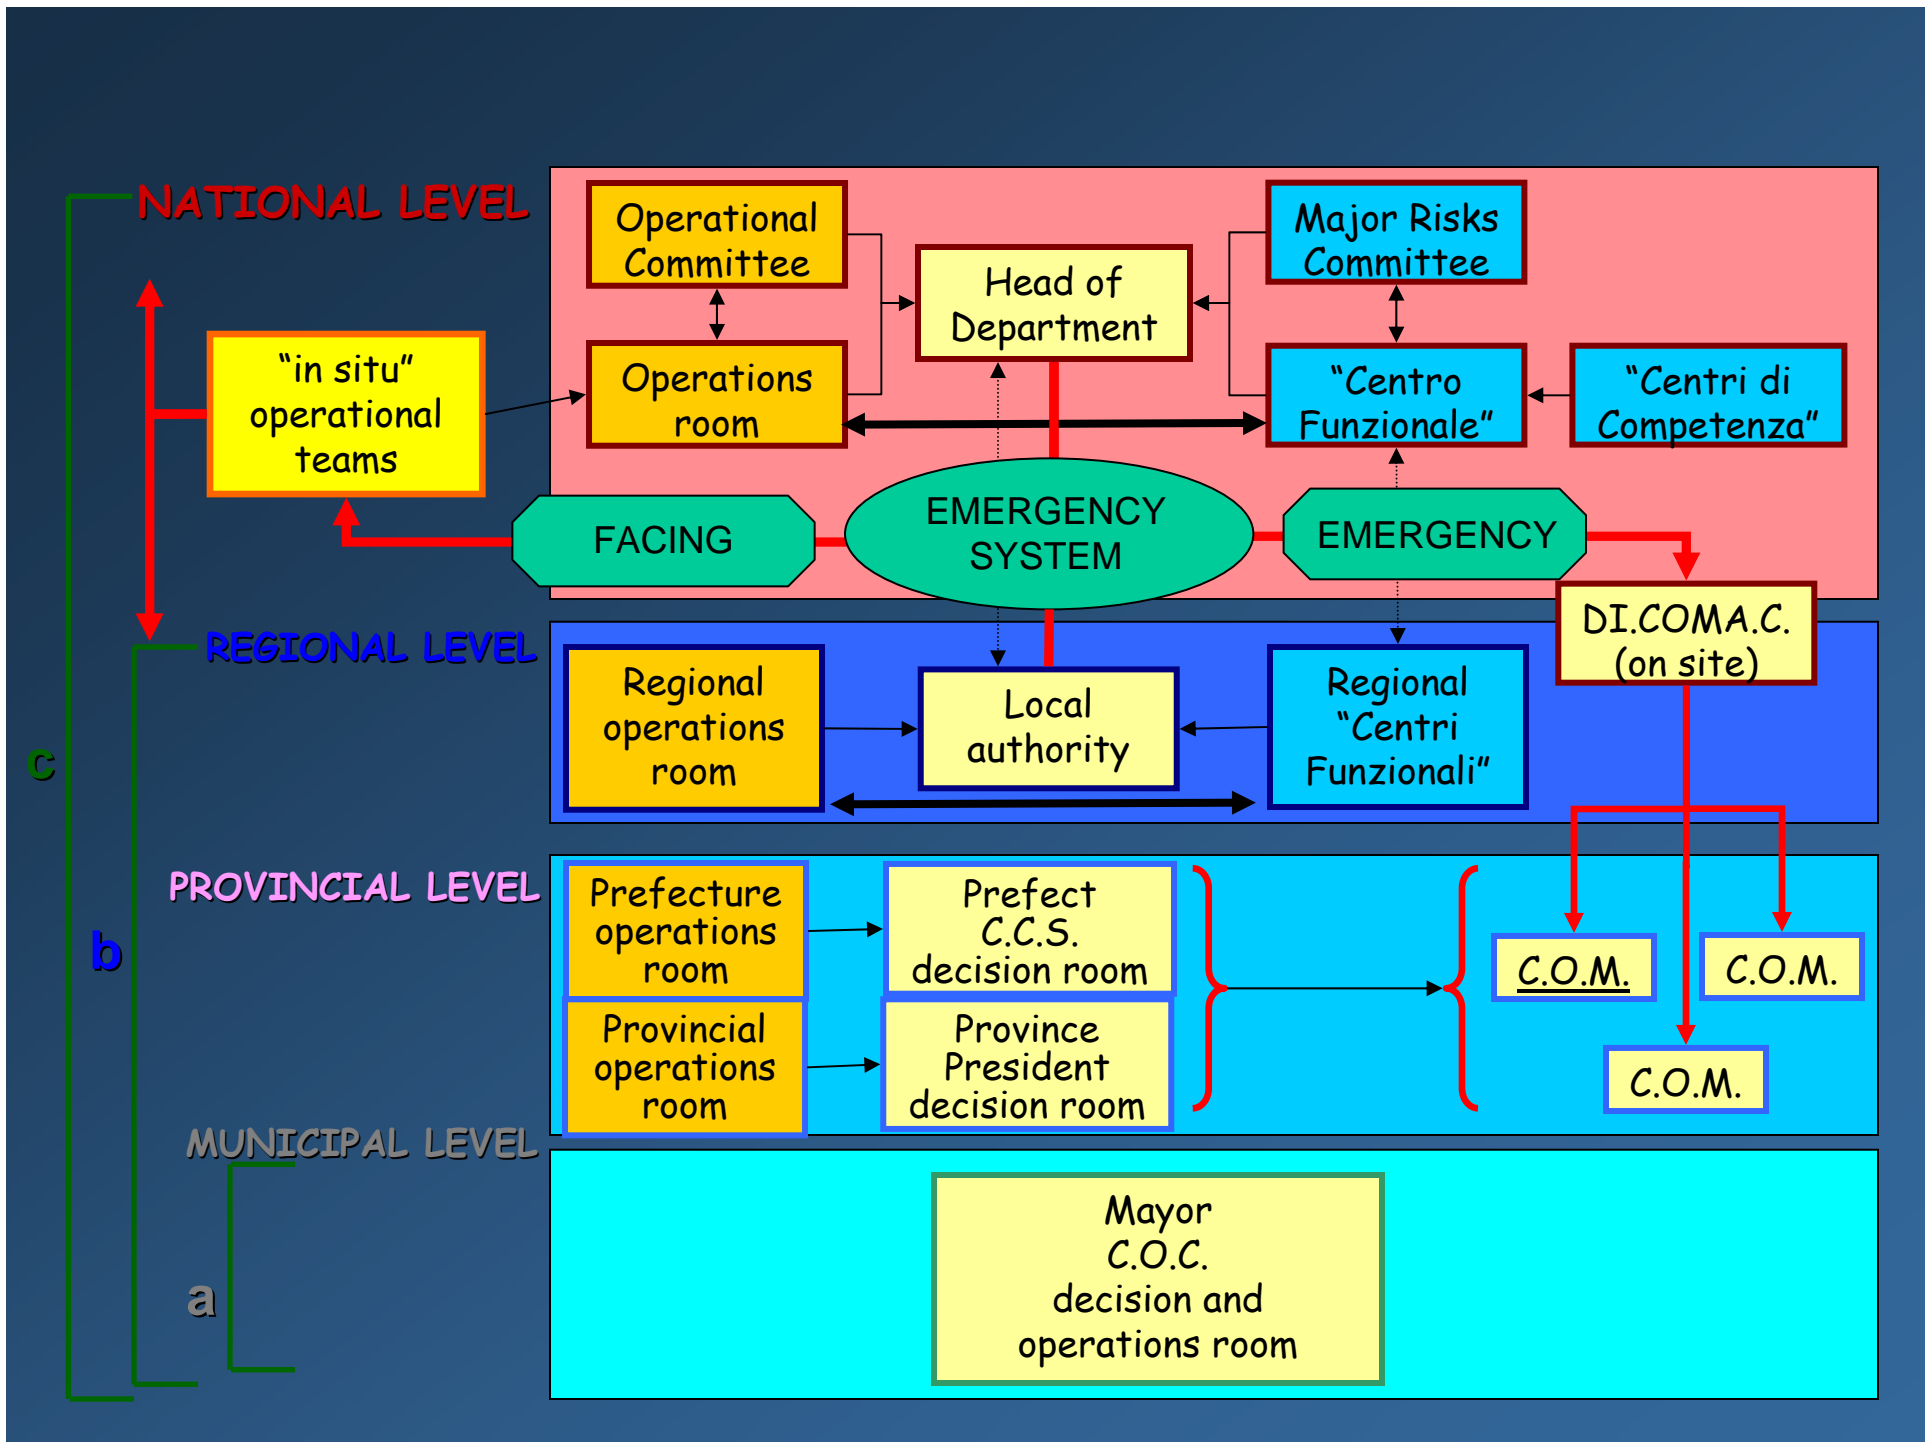 NATIONAL LEVEL
Operational
Committee
Major Risks
Committee
Head of
Department
“in situ”
operational
teams
Operations
room
“Centro
Funzionale”
“Centri di
Competenza”
FACING
EMERGENCY
SYSTEM
EMERGENCY
REGIONAL LEVEL
DI.COMA.C.
(on site)
Regional
operations
room
Local
authority
Regional
“Centri
Funzionali”
c
PROVINCIAL LEVEL
Prefecture
operations
room
Prefect
C.C.S.
decision room
b
C.O.M.
C.O.M.
Provincial
operations
room
Province
President
decision room
C.O.M.
MUNICIPAL LEVEL
a
Mayor
C.O.C.
decision and
operations room